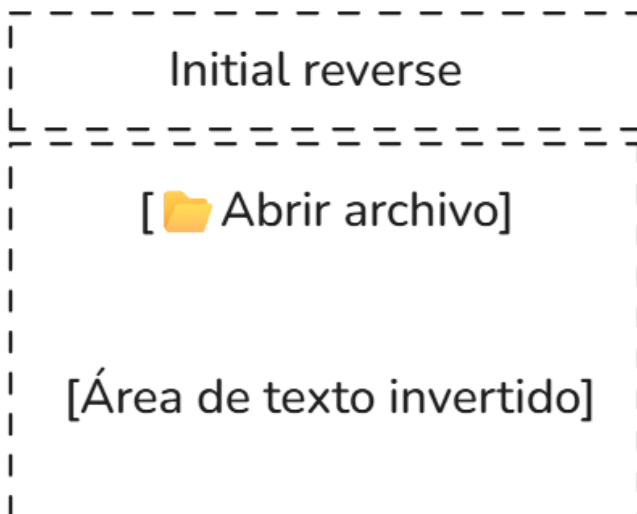 Initial reverse
[📂 Abrir archivo]
[Área de texto invertido]